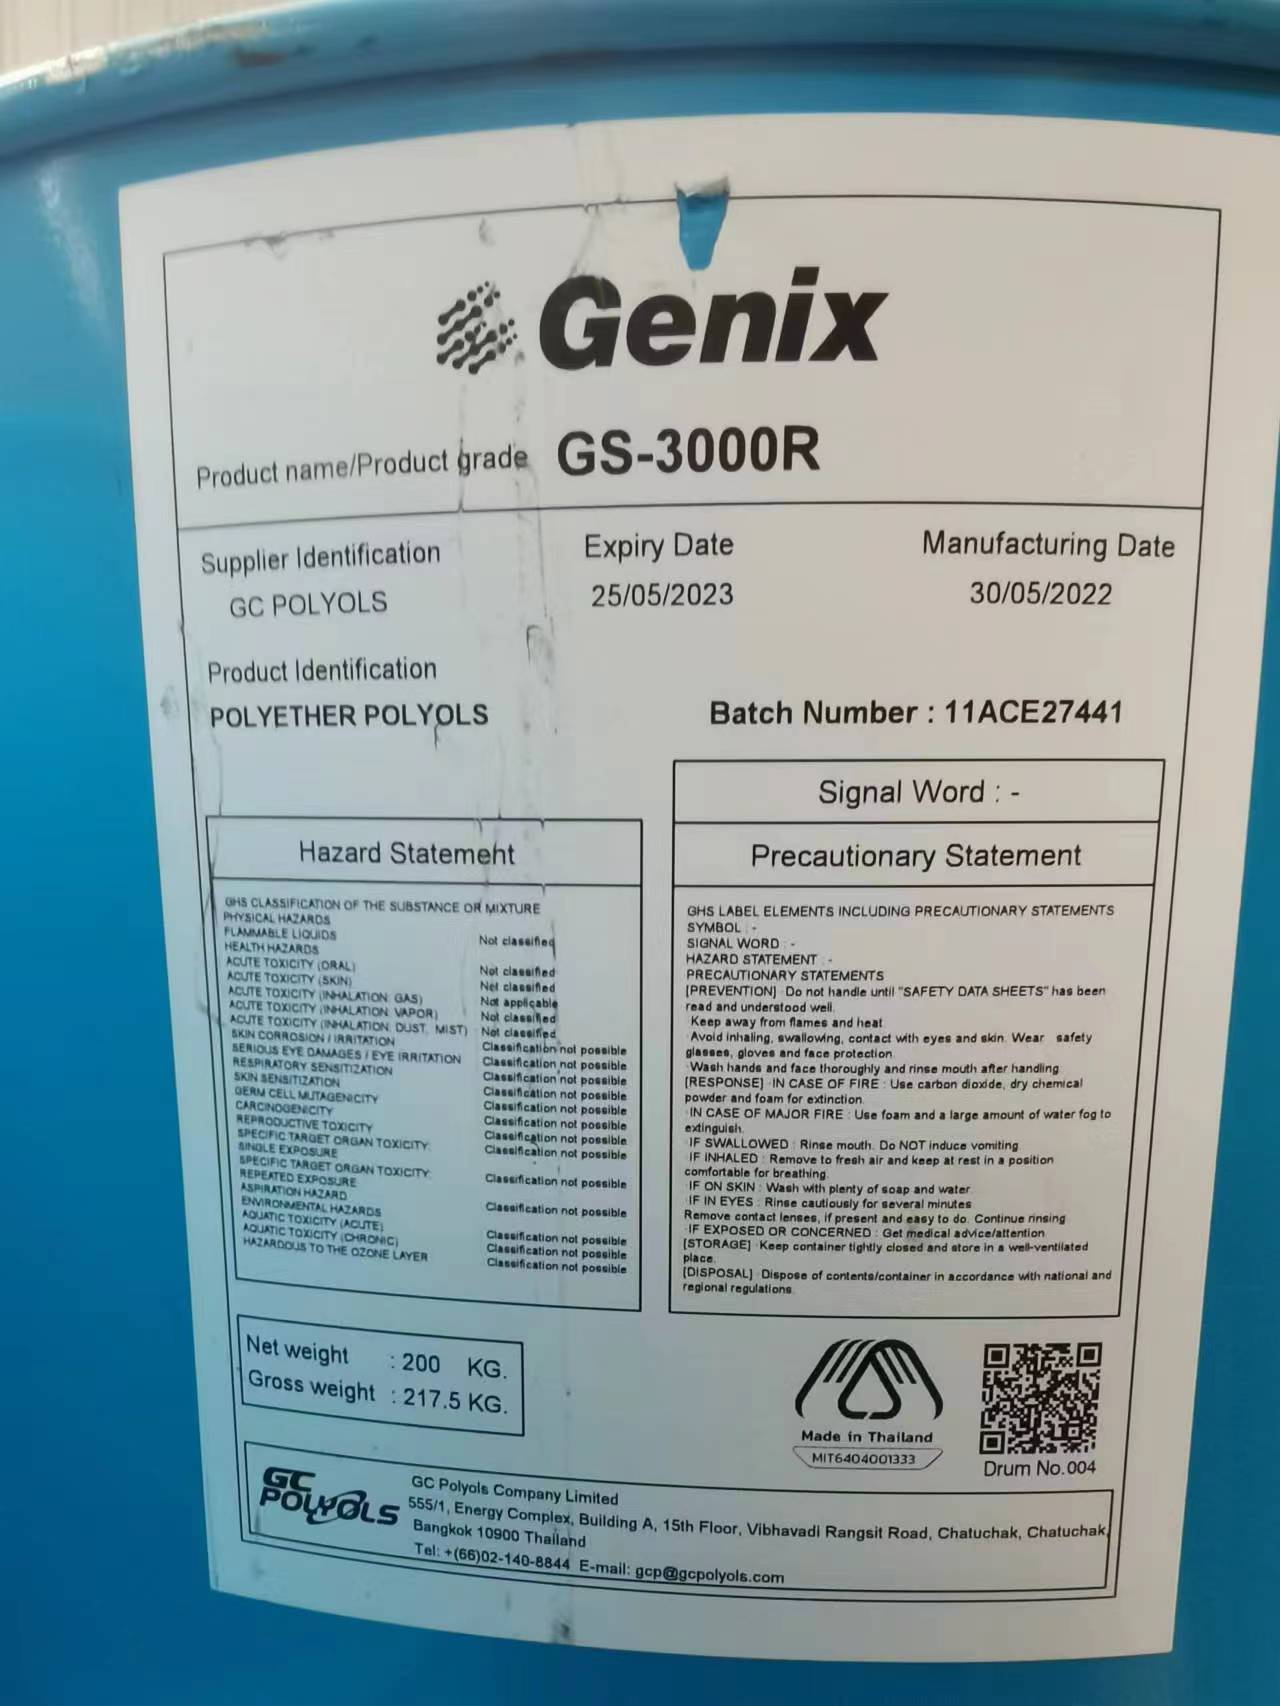 Genix
Product name/Product grade GS-3000R
Supplier Identification
GC POLYOLS
Expiry Date
25/05/2023
Manufacturing Date
30/05/2022
Product Identification
POLYETHER POLYOLS
Batch Number : 11ACE27441
Hazard Statement
GHS CLASSIFICATION OF THE SUBSTANCE OR MIXTURE
PHYSICAL HAZARDS
FLAMMABLE LIQUIDS Not classified
HEALTH HAZARDS
ACUTE TOXICITY (ORAL) Not classified
ACUTE TOXICITY (SKIN) Not classified
ACUTE TOXICITY (INHALATION: GAS) Not applicable
ACUTE TOXICITY (INHALATION: VAPOR) Not classified
ACUTE TOXICITY (INHALATION: DUST, MIST) Not classified
SKIN CORROSION / IRRITATION Classification not possible
SERIOUS EYE DAMAGES / EYE IRRITATION Classification not possible
RESPIRATORY SENSITIZATION Classification not possible
SKIN SENSITIZATION Classification not possible
GERM CELL MUTAGENICITY Classification not possible
CARCINOGENICITY Classification not possible
REPRODUCTIVE TOXICITY Classification not possible
SPECIFIC TARGET ORGAN TOXICITY: Classification not possible
SINGLE EXPOSURE
SPECIFIC TARGET ORGAN TOXICITY: Classification not possible
REPEATED EXPOSURE
ASPIRATION HAZARD Classification not possible
ENVIRONMENTAL HAZARDS
AQUATIC TOXICITY (ACUTE) Classification not possible
AQUATIC TOXICITY (CHRONIC) Classification not possible
HAZARDOUS TO THE OZONE LAYER Classification not possible
Signal Word : -
Precautionary Statement
GHS LABEL ELEMENTS INCLUDING PRECAUTIONARY STATEMENTS
SYMBOL : -
SIGNAL WORD : -
HAZARD STATEMENT : -
PRECAUTIONARY STATEMENTS
[PREVENTION] ·Do not handle until "SAFETY DATA SHEETS" has been
read and understood well.
·Keep away from flames and heat.
·Avoid inhaling, swallowing, contact with eyes and skin. Wear safety
glasses, gloves and face protection.
·Wash hands and face thoroughly and rinse mouth after handling.
[RESPONSE] ·IN CASE OF FIRE : Use carbon dioxide, dry chemical
powder and foam for extinction.
·IN CASE OF MAJOR FIRE : Use foam and a large amount of water fog to
extinguish.
·IF SWALLOWED : Rinse mouth. Do NOT induce vomiting.
·IF INHALED : Remove to fresh air and keep at rest in a position
comfortable for breathing.
·IF ON SKIN : Wash with plenty of soap and water.
·IF IN EYES : Rinse cautiously for several minutes.
Remove contact lenses, if present and easy to do. Continue rinsing.
·IF EXPOSED OR CONCERNED : Get medical advice/attention.
[STORAGE] ·Keep container tightly closed and store in a well-ventilated
place.
[DISPOSAL] ·Dispose of contents/container in accordance with national and
regional regulations.
Net weight : 200 KG.
Gross weight : 217.5 KG.
Made in Thailand
MIT6404001333
Drum No.004
GC POLYOLS
GC Polyols Company Limited
555/1, Energy Complex, Building A, 15th Floor, Vibhavadi Rangsit Road, Chatuchak, Chatuchak,
Bangkok 10900 Thailand
Tel: +(66)02-140-8844 E-mail: gcp@gcpolyols.com